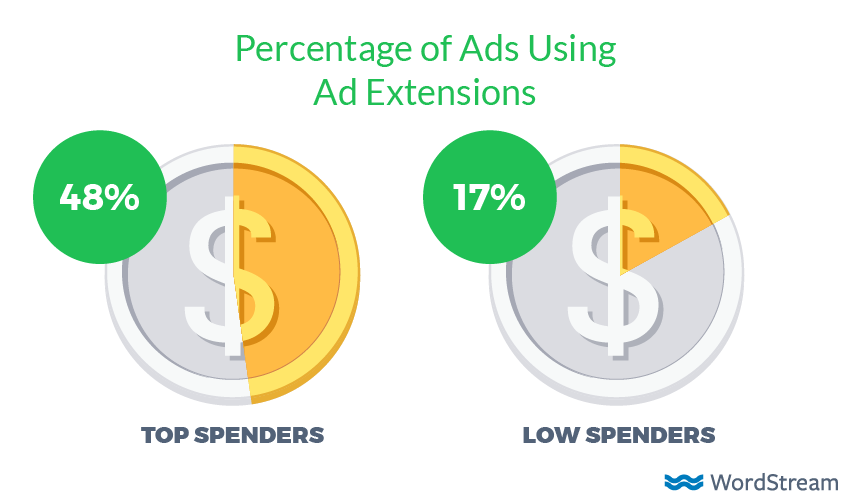 Percentage of Ads Using
Ad Extensions
48%
17%
$
$
TOP SPENDERS
LOW SPENDERS
WordStream